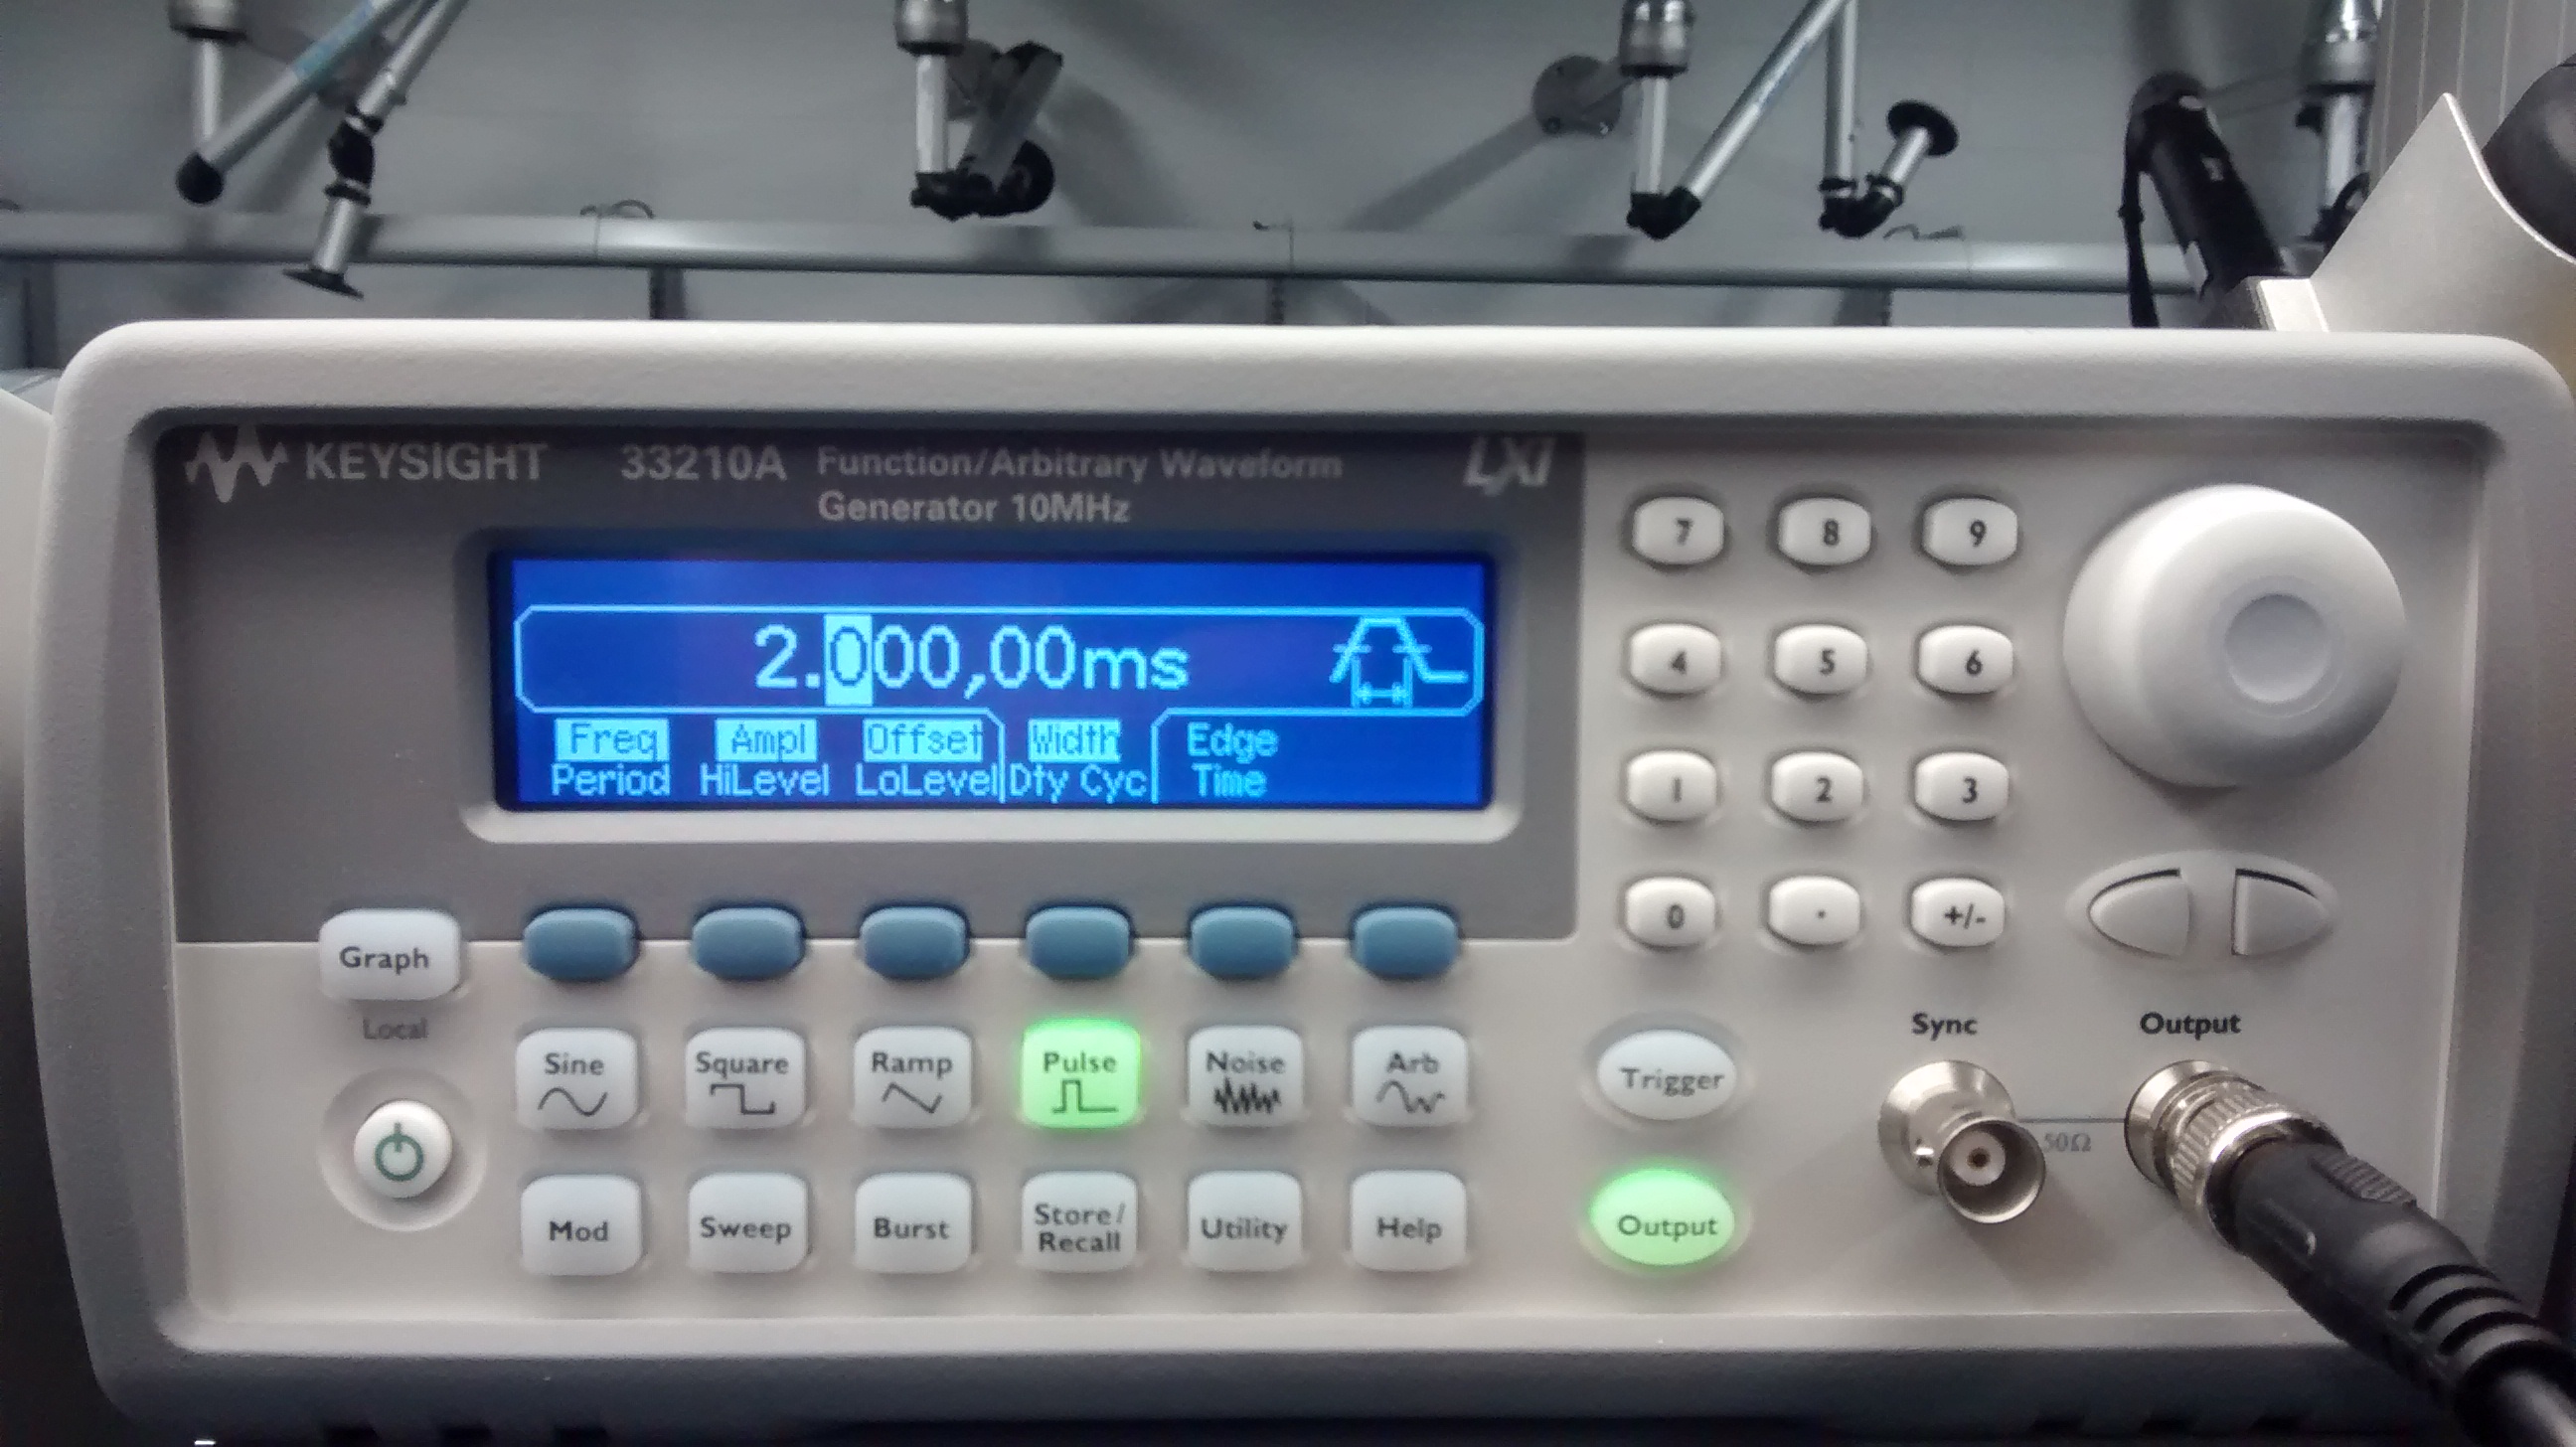 KEYSIGHT 33210A Function/Arbitrary Waveform LXI
Generator 10MHz
2.000,00ms
Freq Ampl Offset Width Edge
Period HiLevel LoLevel Dty Cyc Time
7 8 9
4 5 6
1 2 3
0 . +/-
Graph
Local
Sine Square Ramp Pulse Noise Arb
Mod Sweep Burst Store/ Utility Help
Recall
Trigger
Output
Sync Output
50Ω